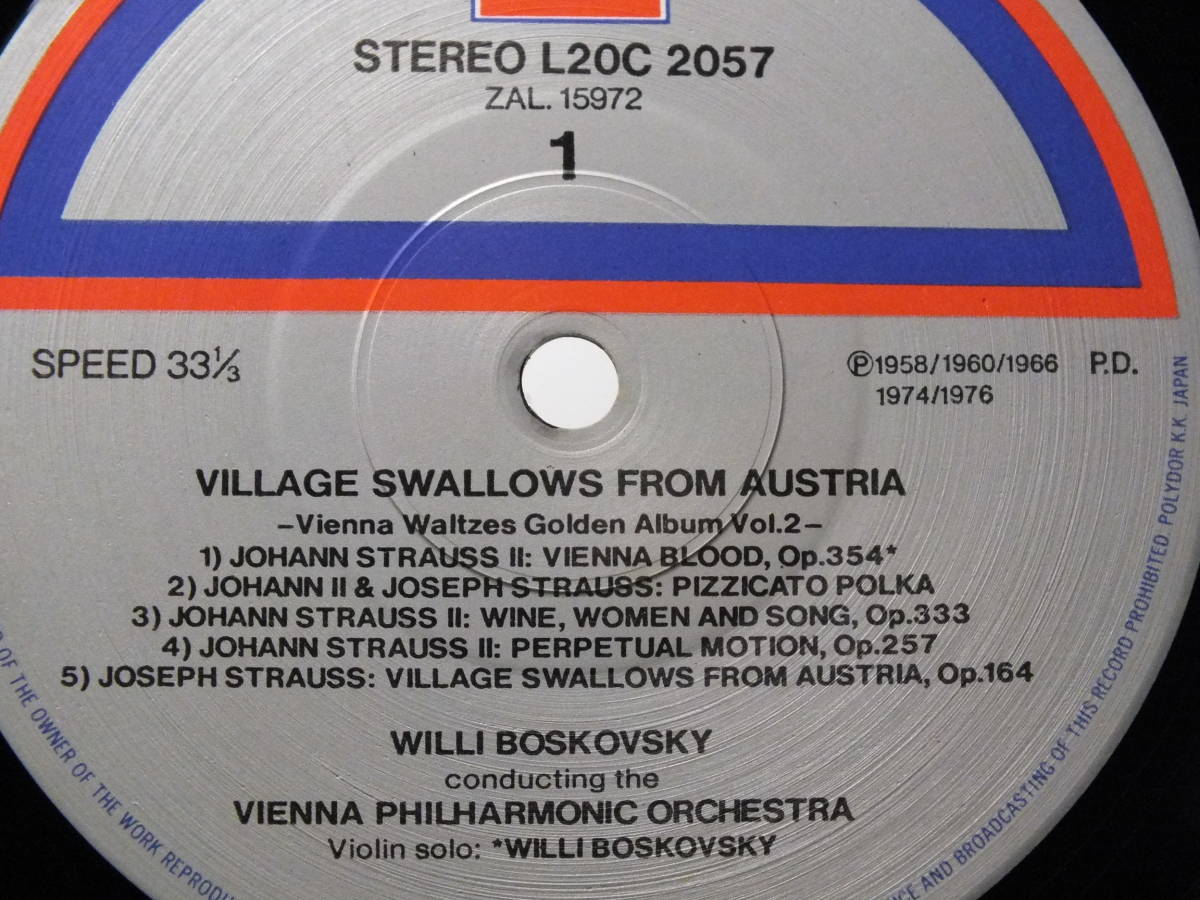 STEREO L20C 2057
ZAL. 15972
1
SPEED 33⅓
Ⓟ1958/1960/1966 P.D.
1974/1976
VILLAGE SWALLOWS FROM AUSTRIA
–Vienna Waltzes Golden Album Vol.2–
1) JOHANN STRAUSS II: VIENNA BLOOD, Op.354*
2) JOHANN II & JOSEPH STRAUSS: PIZZICATO POLKA
3) JOHANN STRAUSS II: WINE, WOMEN AND SONG, Op.333
4) JOHANN STRAUSS II: PERPETUAL MOTION, Op.257
5) JOSEPH STRAUSS: VILLAGE SWALLOWS FROM AUSTRIA, Op.164
WILLI BOSKOVSKY
conducting the
VIENNA PHILHARMONIC ORCHESTRA
Violin solo: *WILLI BOSKOVSKY
OF THE OWNER OF THE WORK
AND BROADCASTING OF THIS RECORD PROHIBITED POLYDOR K.K. JAPAN